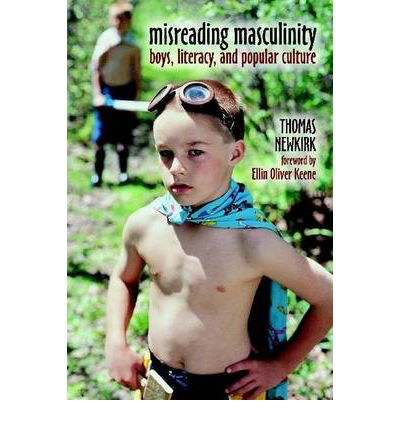 misreading masculinity
boys, literacy, and popular culture
THOMAS
NEWKIRK
foreword by
Ellin Oliver Keene